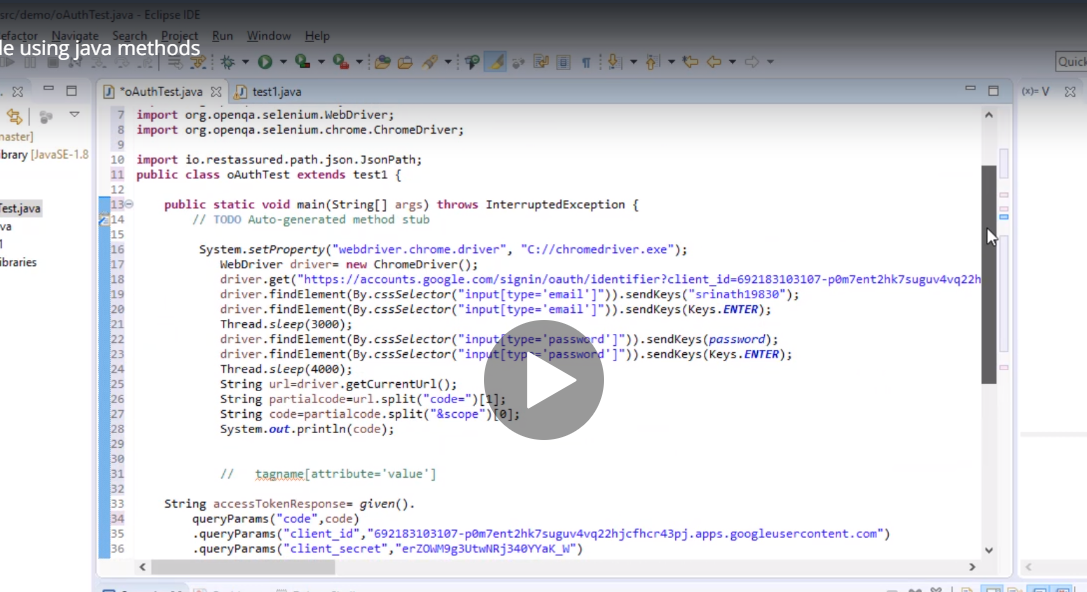 src/demo/oAuthTest.java - Eclipse IDE
efactor Navigate Search Project Run Window Help
le using java methods
Quick
*oAuthTest.java test1.java
(x)= V
7 import org.openqa.selenium.WebDriver;
8 import org.openqa.selenium.chrome.ChromeDriver;
9
master]
10 import io.restassured.path.json.JsonPath;
ibrary [JavaSE-1.8
11 public class oAuthTest extends test1 {
12
Test.java
13 public static void main(String[] args) throws InterruptedException {
14 // TODO Auto-generated method stub
va
15
1
16 System.setProperty("webdriver.chrome.driver", "C://chromedriver.exe");
ibraries
17 WebDriver driver= new ChromeDriver();
18 driver.get("https://accounts.google.com/signin/oauth/identifier?client_id=692183103107-p0m7ent2hk7suguv4vq22h
19 driver.findElement(By.cssSelector("input[type='email']")).sendKeys("srinath19830");
20 driver.findElement(By.cssSelector("input[type='email']")).sendKeys(Keys.ENTER);
21 Thread.sleep(3000);
22 driver.findElement(By.cssSelector("input[type='password']")).sendKeys(password);
23 driver.findElement(By.cssSelector("input[type='password']")).sendKeys(Keys.ENTER);
24 Thread.sleep(4000);
25 String url=driver.getCurrentUrl();
26 String partialcode=url.split("code=")[1];
27 String code=partialcode.split("&scope")[0];
28 System.out.println(code);
29
30
31 // tagname[attribute='value']
32
33 String accessTokenResponse= given().
34 queryParams("code",code)
35 .queryParams("client_id","692183103107-p0m7ent2hk7suguv4vq22hjcfhcr43pj.apps.googleusercontent.com")
36 .queryParams("client_secret","erZOWM9g3UtwNRj340YYaK_W")